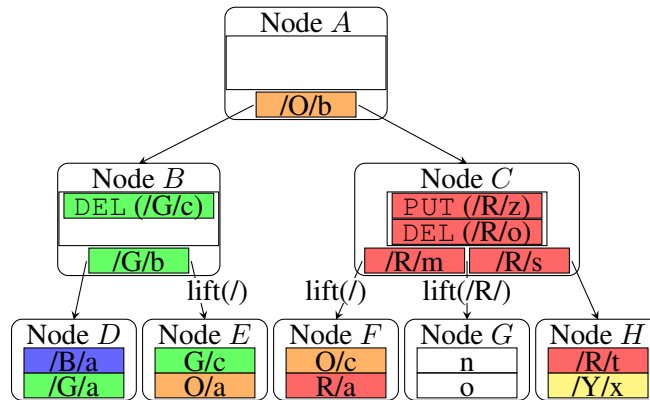 Node A
/O/b
Node B
DEL (/G/c)
/G/b
Node C
PUT (/R/z)
DEL (/R/o)
/R/m /R/s
lift(/) lift(/) lift(/R/)
Node D
/B/a
/G/a
Node E
G/c
O/a
Node F
O/c
R/a
Node G
n
o
Node H
/R/t
/Y/x